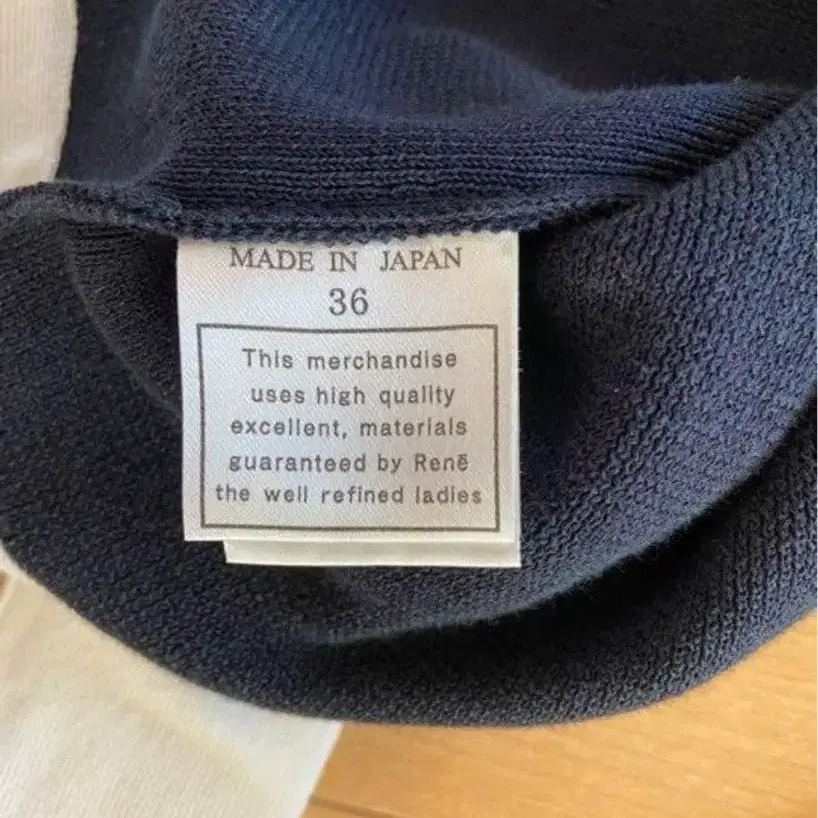 MADE IN JAPAN
36
This merchandise
uses high quality
excellent, materials
guaranteed by Renē
the well refined ladies